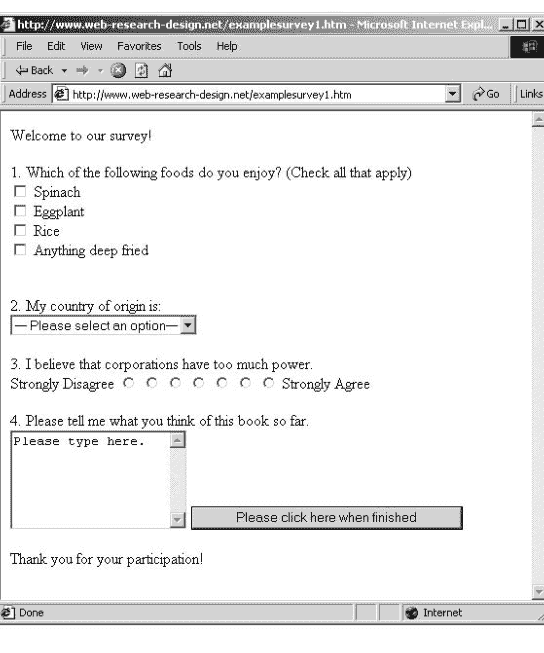 http://www.web-research-design.net/examplesurvey1.htm - Microsoft Internet Expl...
File Edit View Favorites Tools Help
Back
Address http://www.web-research-design.net/examplesurvey1.htm Go Links
Welcome to our survey!
1. Which of the following foods do you enjoy? (Check all that apply)
Spinach
Eggplant
Rice
Anything deep fried
2. My country of origin is:
— Please select an option—
3. I believe that corporations have too much power.
Strongly Disagree Strongly Agree
4. Please tell me what you think of this book so far.
Please type here.
Please click here when finished
Thank you for your participation!
Done Internet